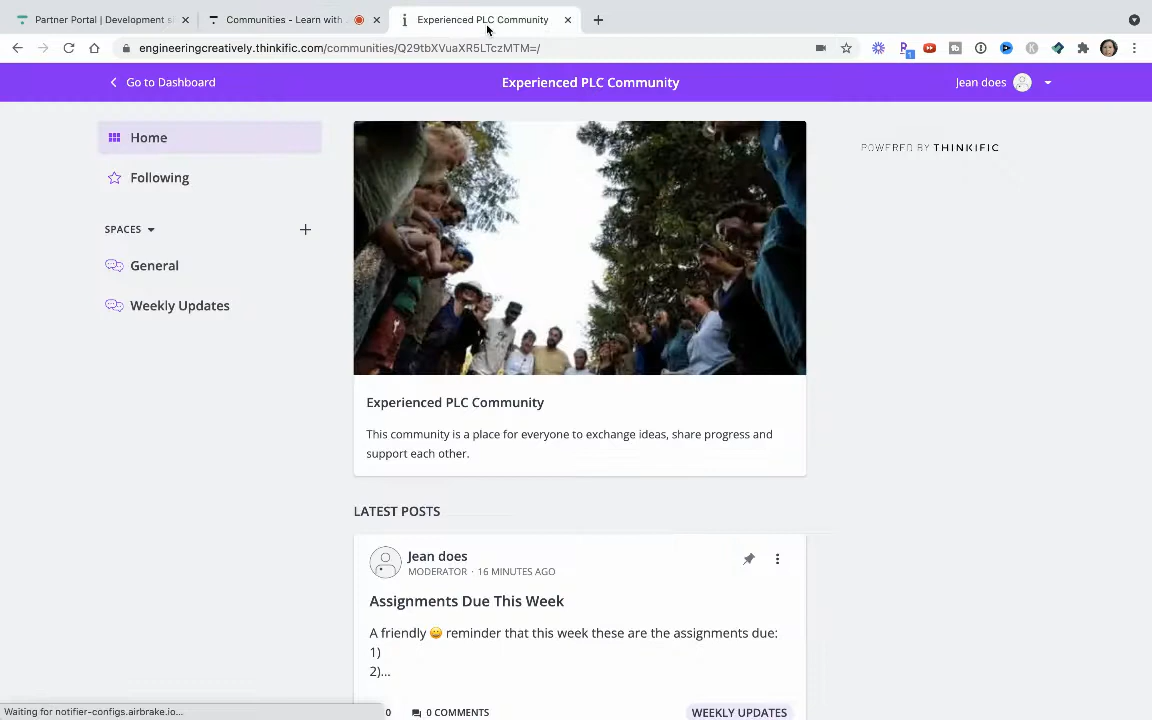 Partner Portal | Development s
Communities - Learn with
Experienced PLC Community
engineeringcreatively.thinkific.com/communities/Q29tbXVuaXR5LTczMTM=/
Go to Dashboard
Experienced PLC Community
Jean does
Home
Following
SPACES
General
Weekly Updates
POWERED BY THINKIFIC
Experienced PLC Community
This community is a place for everyone to exchange ideas, share progress and
support each other.
LATEST POSTS
Jean does
MODERATOR · 16 MINUTES AGO
Assignments Due This Week
A friendly 😀 reminder that this week these are the assignments due:
1)
2)...
0
0 COMMENTS
WEEKLY UPDATES
Waiting for notifier-configs.airbrake.io...